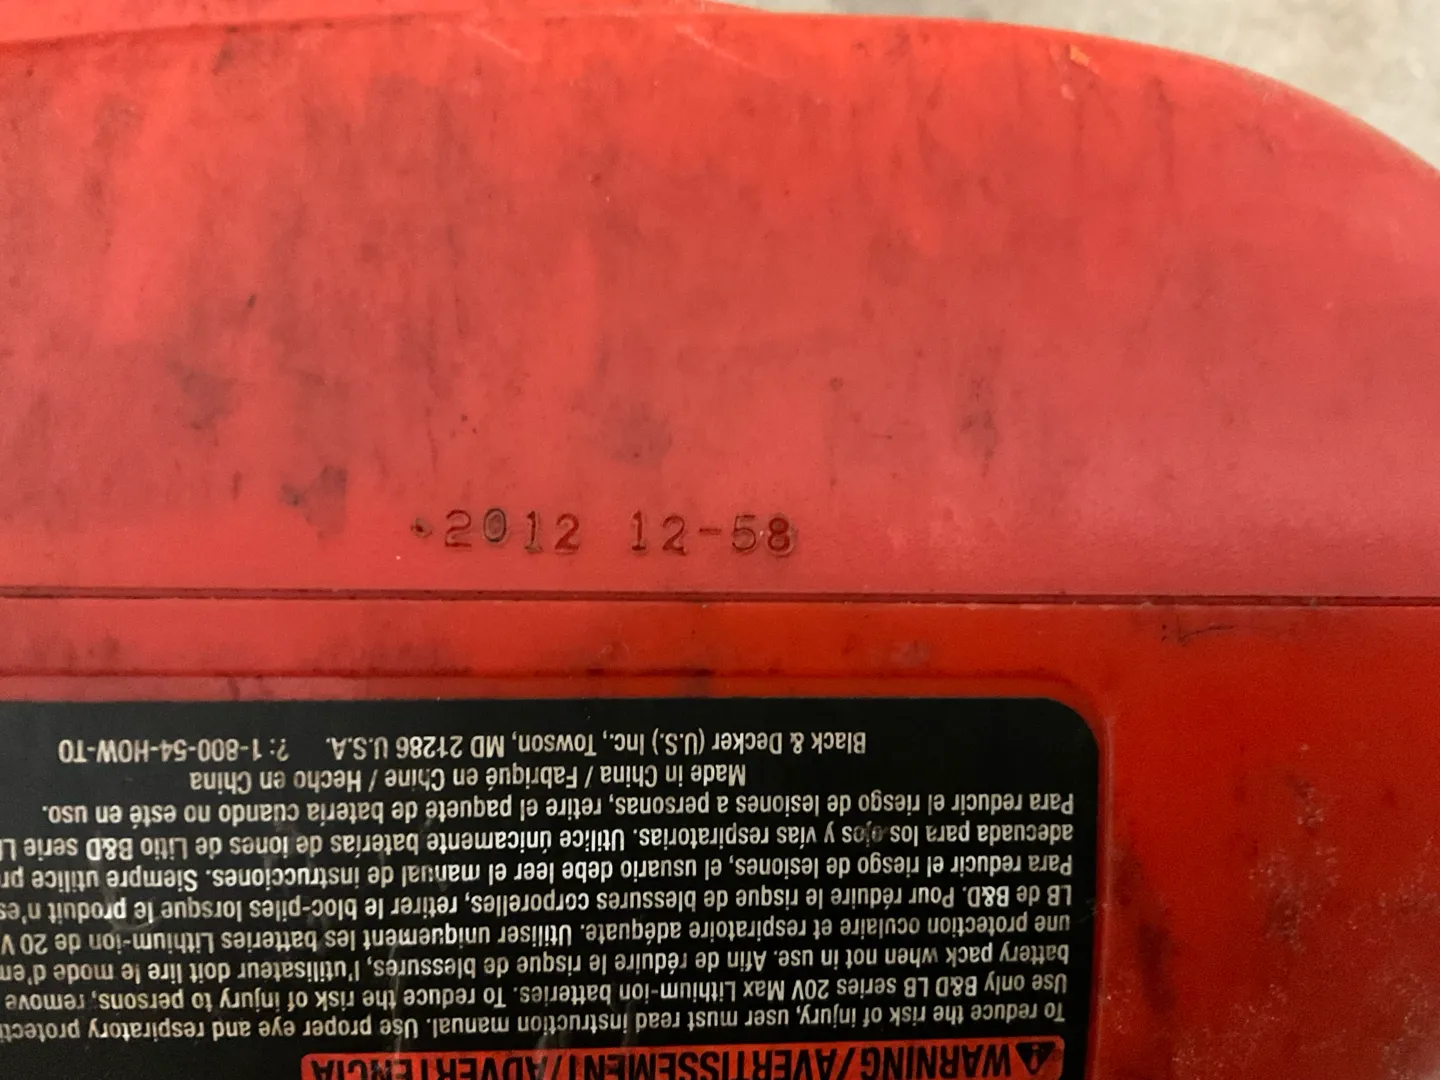 2012 12-58
WARNING/AVERTISSEMENT/ADVERTENCIA
To reduce the risk of injury, user must read instruction manual. Use proper eye and respiratory
Use only B&D LB series 20V Max Lithium-ion batteries. To reduce the risk of injury to persons, remove
battery pack when not in use. Afin de réduire le risque de blessures, l'utilisateur doit lire le mode
une protection oculaire et respiratoire adéquate. Utiliser uniquement les batteries Lithium-ion de 20 V
LB de B&D. Pour réduire le risque de blessures corporelles, retirer le bloc-piles lorsque le produit
Para reducir el riesgo de lesiones, el usuario debe leer el manual de instrucciones. Siempre utilice
adecuada para los ojos y vías respiratorias. Utilice únicamente baterías de iones de Litio B&D serie
Para reducir el riesgo de lesiones a personas, retire el paquete de batería cuando no esté en uso.
Made in China / Fabriqué en Chine / Hecho en China
Black & Decker (U.S.) Inc., Towson, MD 21286 U.S.A. ?: 1-800-54-HOW-TO